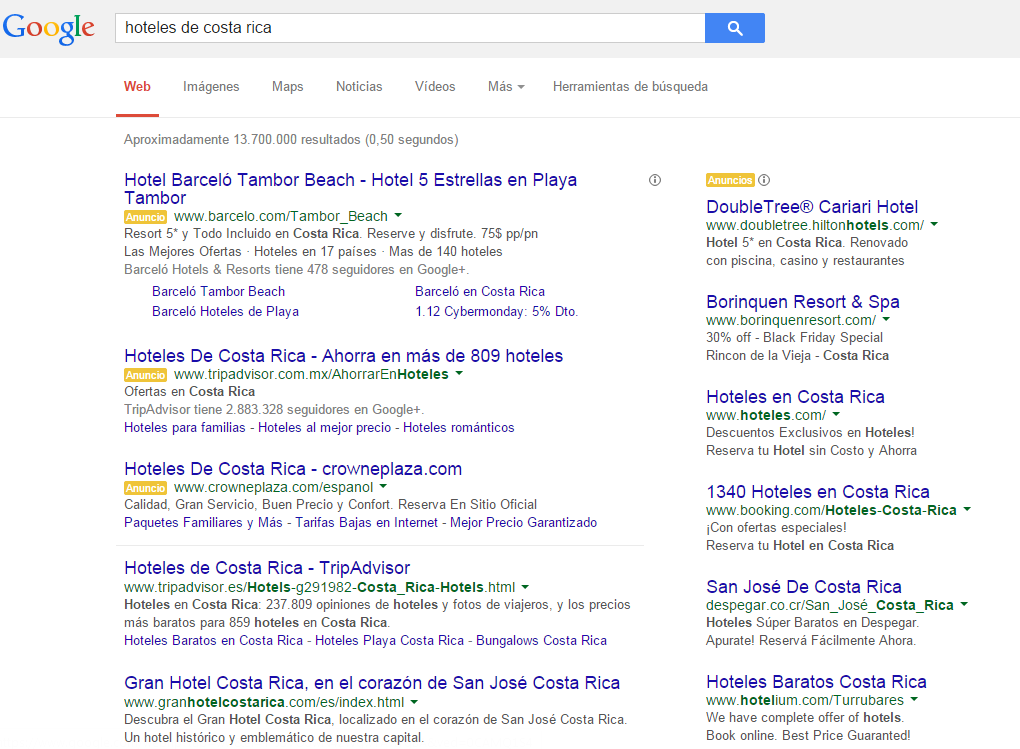 Google
hoteles de costa rica
Web Imágenes Maps Noticias Vídeos Más Herramientas de búsqueda
Aproximadamente 13.700.000 resultados (0,50 segundos)
Hotel Barceló Tambor Beach - Hotel 5 Estrellas en Playa
Tambor
Anuncio www.barcelo.com/Tambor_Beach
Resort 5* y Todo Incluido en Costa Rica. Reserve y disfrute. 75$ pp/pn
Las Mejores Ofertas · Hoteles en 17 países · Mas de 140 hoteles
Barceló Hotels & Resorts tiene 478 seguidores en Google+.
Barceló Tambor Beach Barceló en Costa Rica
Barceló Hoteles de Playa 1.12 Cybermonday: 5% Dto.
Hoteles De Costa Rica - Ahorra en más de 809 hoteles
Anuncio www.tripadvisor.com.mx/AhorrarEnHoteles
Ofertas en Costa Rica
TripAdvisor tiene 2.883.328 seguidores en Google+.
Hoteles para familias - Hoteles al mejor precio - Hoteles románticos
Hoteles De Costa Rica - crowneplaza.com
Anuncio www.crowneplaza.com/espanol
Calidad, Gran Servicio, Buen Precio y Confort. Reserva En Sitio Oficial
Paquetes Familiares y Más - Tarifas Bajas en Internet - Mejor Precio Garantizado
Hoteles de Costa Rica - TripAdvisor
www.tripadvisor.es/Hotels-g291982-Costa_Rica-Hotels.html
Hoteles en Costa Rica: 237.809 opiniones de hoteles y fotos de viajeros, y los precios
más baratos para 859 hoteles en Costa Rica.
Hoteles Baratos en Costa Rica - Hoteles Playa Costa Rica - Bungalows Costa Rica
Gran Hotel Costa Rica, en el corazón de San José Costa Rica
www.granhotelcostarica.com/es/index.html
Descubra el Gran Hotel Costa Rica, localizado en el corazón de San José Costa Rica.
Un hotel histórico y emblemático de nuestra capital.
Anuncios
DoubleTree® Cariari Hotel
www.doubletree.hiltonhotels.com/
Hotel 5* en Costa Rica. Renovado
con piscina, casino y restaurantes
Borinquen Resort & Spa
www.borinquenresort.com/
30% off - Black Friday Special
Rincon de la Vieja - Costa Rica
Hoteles en Costa Rica
www.hoteles.com/
Descuentos Exclusivos en Hoteles!
Reserva tu Hotel sin Costo y Ahorra
1340 Hoteles en Costa Rica
www.booking.com/Hoteles-Costa-Rica
¡Con ofertas especiales!
Reserva tu Hotel en Costa Rica
San José De Costa Rica
despegar.co.cr/San_José_Costa_Rica
Hoteles Súper Baratos en Despegar.
Apurate! Reservá Fácilmente Ahora.
Hoteles Baratos Costa Rica
www.hotelium.com/Turrubares
We have complete offer of hotels.
Book online. Best Price Guaranted!